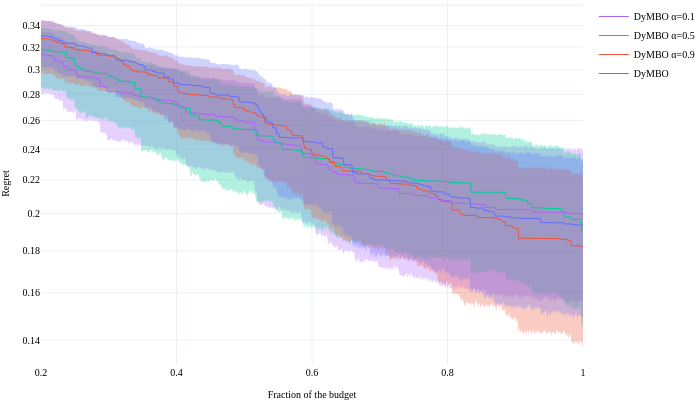 0.34
0.32
0.3
0.28
0.26
0.24
0.22
0.2
0.18
0.16
0.14
Regret
0.2 0.4 0.6 0.8 1
Fraction of the budget
DyMBO α=0.1
DyMBO α=0.5
DyMBO α=0.9
DyMBO